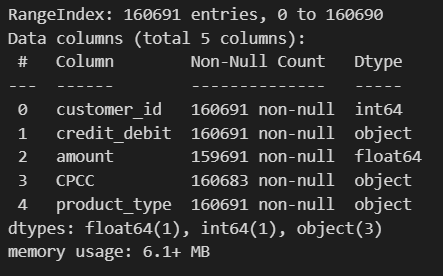 RangeIndex: 160691 entries, 0 to 160690
Data columns (total 5 columns):
 #   Column        Non-Null Count   Dtype
---  ------        --------------   -----
 0   customer_id   160691 non-null  int64
 1   credit_debit  160691 non-null  object
 2   amount        159691 non-null  float64
 3   CPCC          160683 non-null  object
 4   product_type  160691 non-null  object
dtypes: float64(1), int64(1), object(3)
memory usage: 6.1+ MB